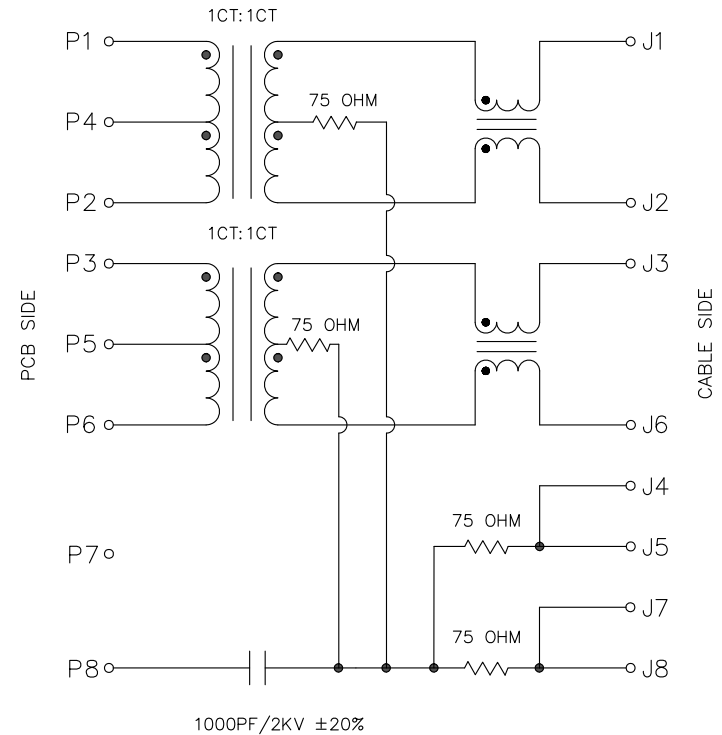 1CT:1CT
P1
J1
75 OHM
P4
P2
J2
1CT:1CT
P3
J3
PCB SIDE
CABLE SIDE
75 OHM
P5
P6
J6
J4
75 OHM
J5
P7
J7
75 OHM
P8
J8
1000PF/2KV ±20%